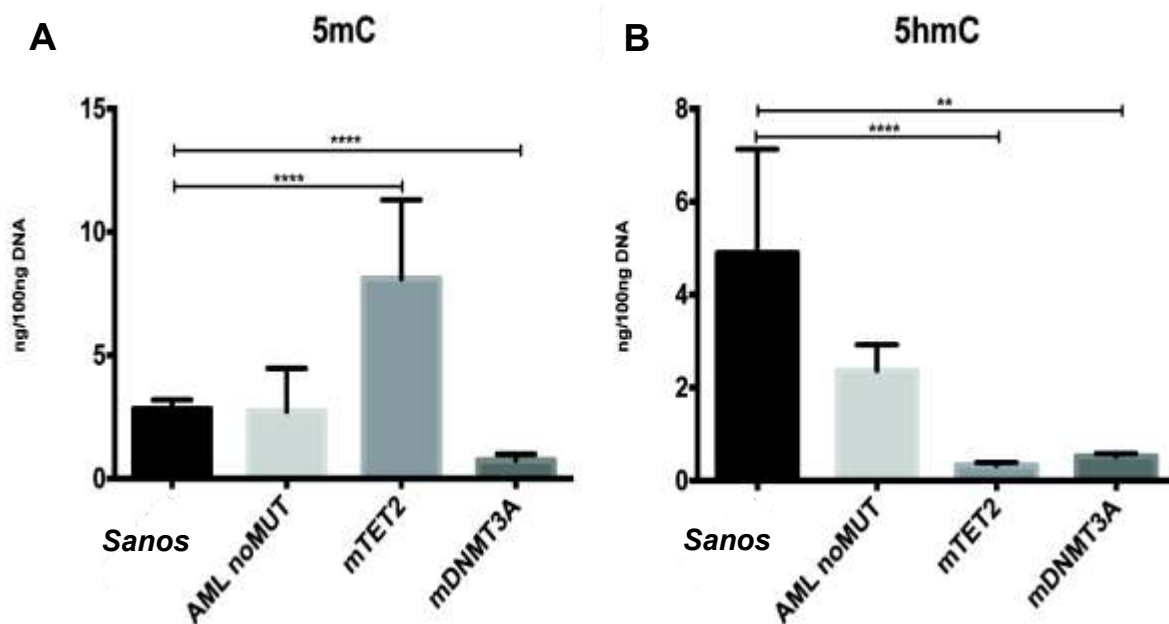 A
5mC
15
10
5
0
ng/100ng DNA
****
****
Sanos
AML noMUT
mTET2
mDNMT3A
B
5hmC
8
6
4
2
0
ng/100ng DNA
**
****
Sanos
AML noMUT
mTET2
mDNMT3A